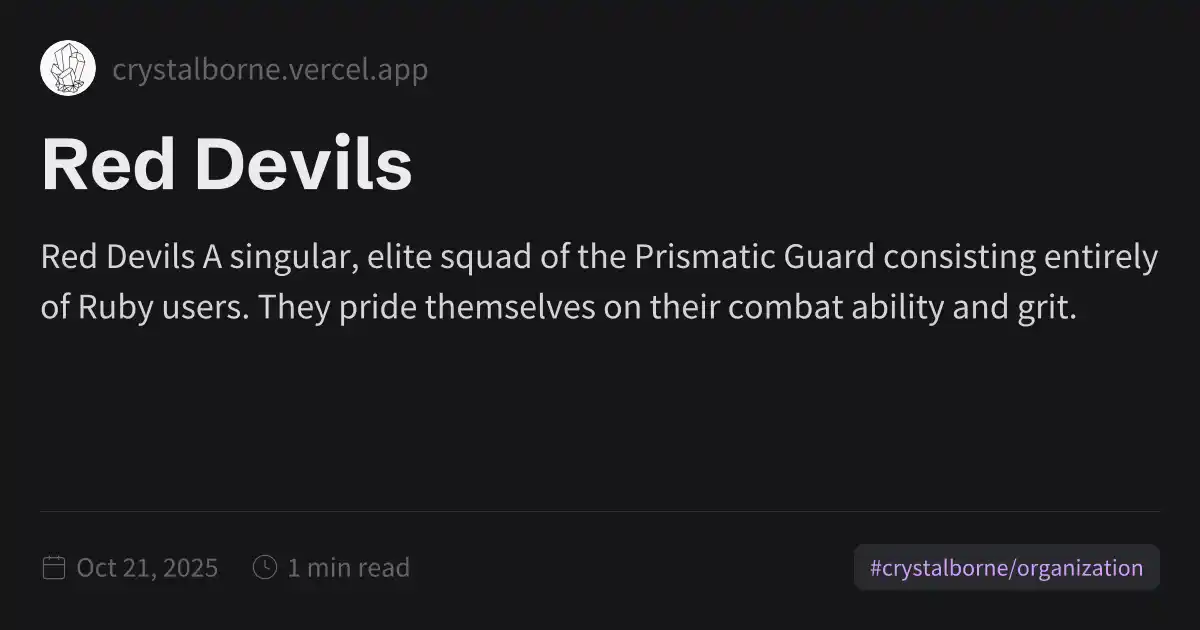 crystalborne.vercel.app
Red Devils
Red Devils A singular, elite squad of the Prismatic Guard consisting entirely
of Ruby users. They pride themselves on their combat ability and grit.
Oct 21, 2025 1 min read #crystalborne/organization